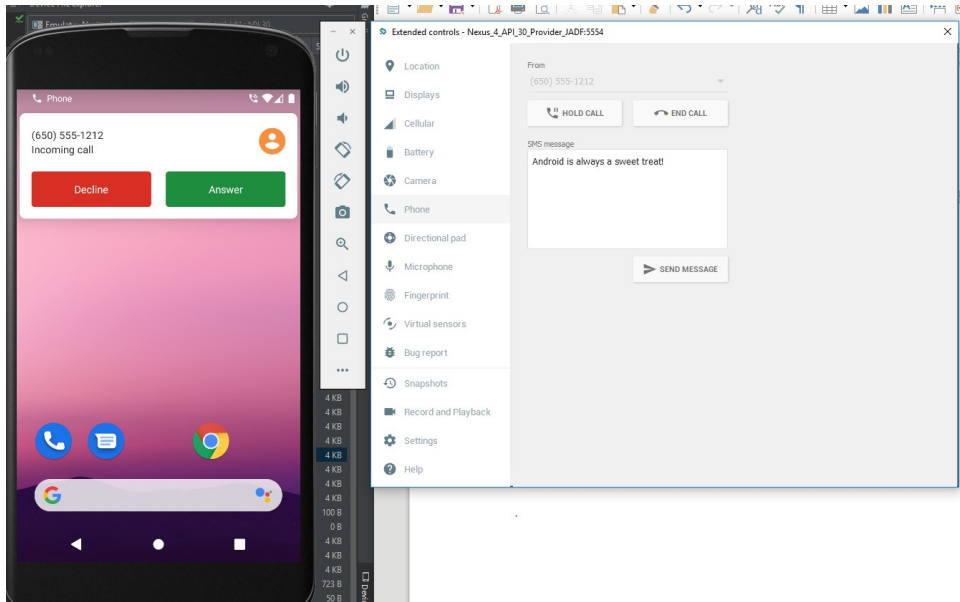 Phone
(650) 555-1212
Incoming call
Decline
Answer
Extended controls - Nexus_4_API_30_Provider_JADF:5554
Location
Displays
Cellular
Battery
Camera
Phone
Directional pad
Microphone
Fingerprint
Virtual sensors
Bug report
Snapshots
Record and Playback
Settings
Help
From
(650) 555-1212
HOLD CALL
END CALL
SMS message
Android is always a sweet treat!
SEND MESSAGE
4 KB
4 KB
4 KB
4 KB
4 KB
4 KB
4 KB
4 KB
100 B
0 B
4 KB
4 KB
4 KB
723 B
50 B